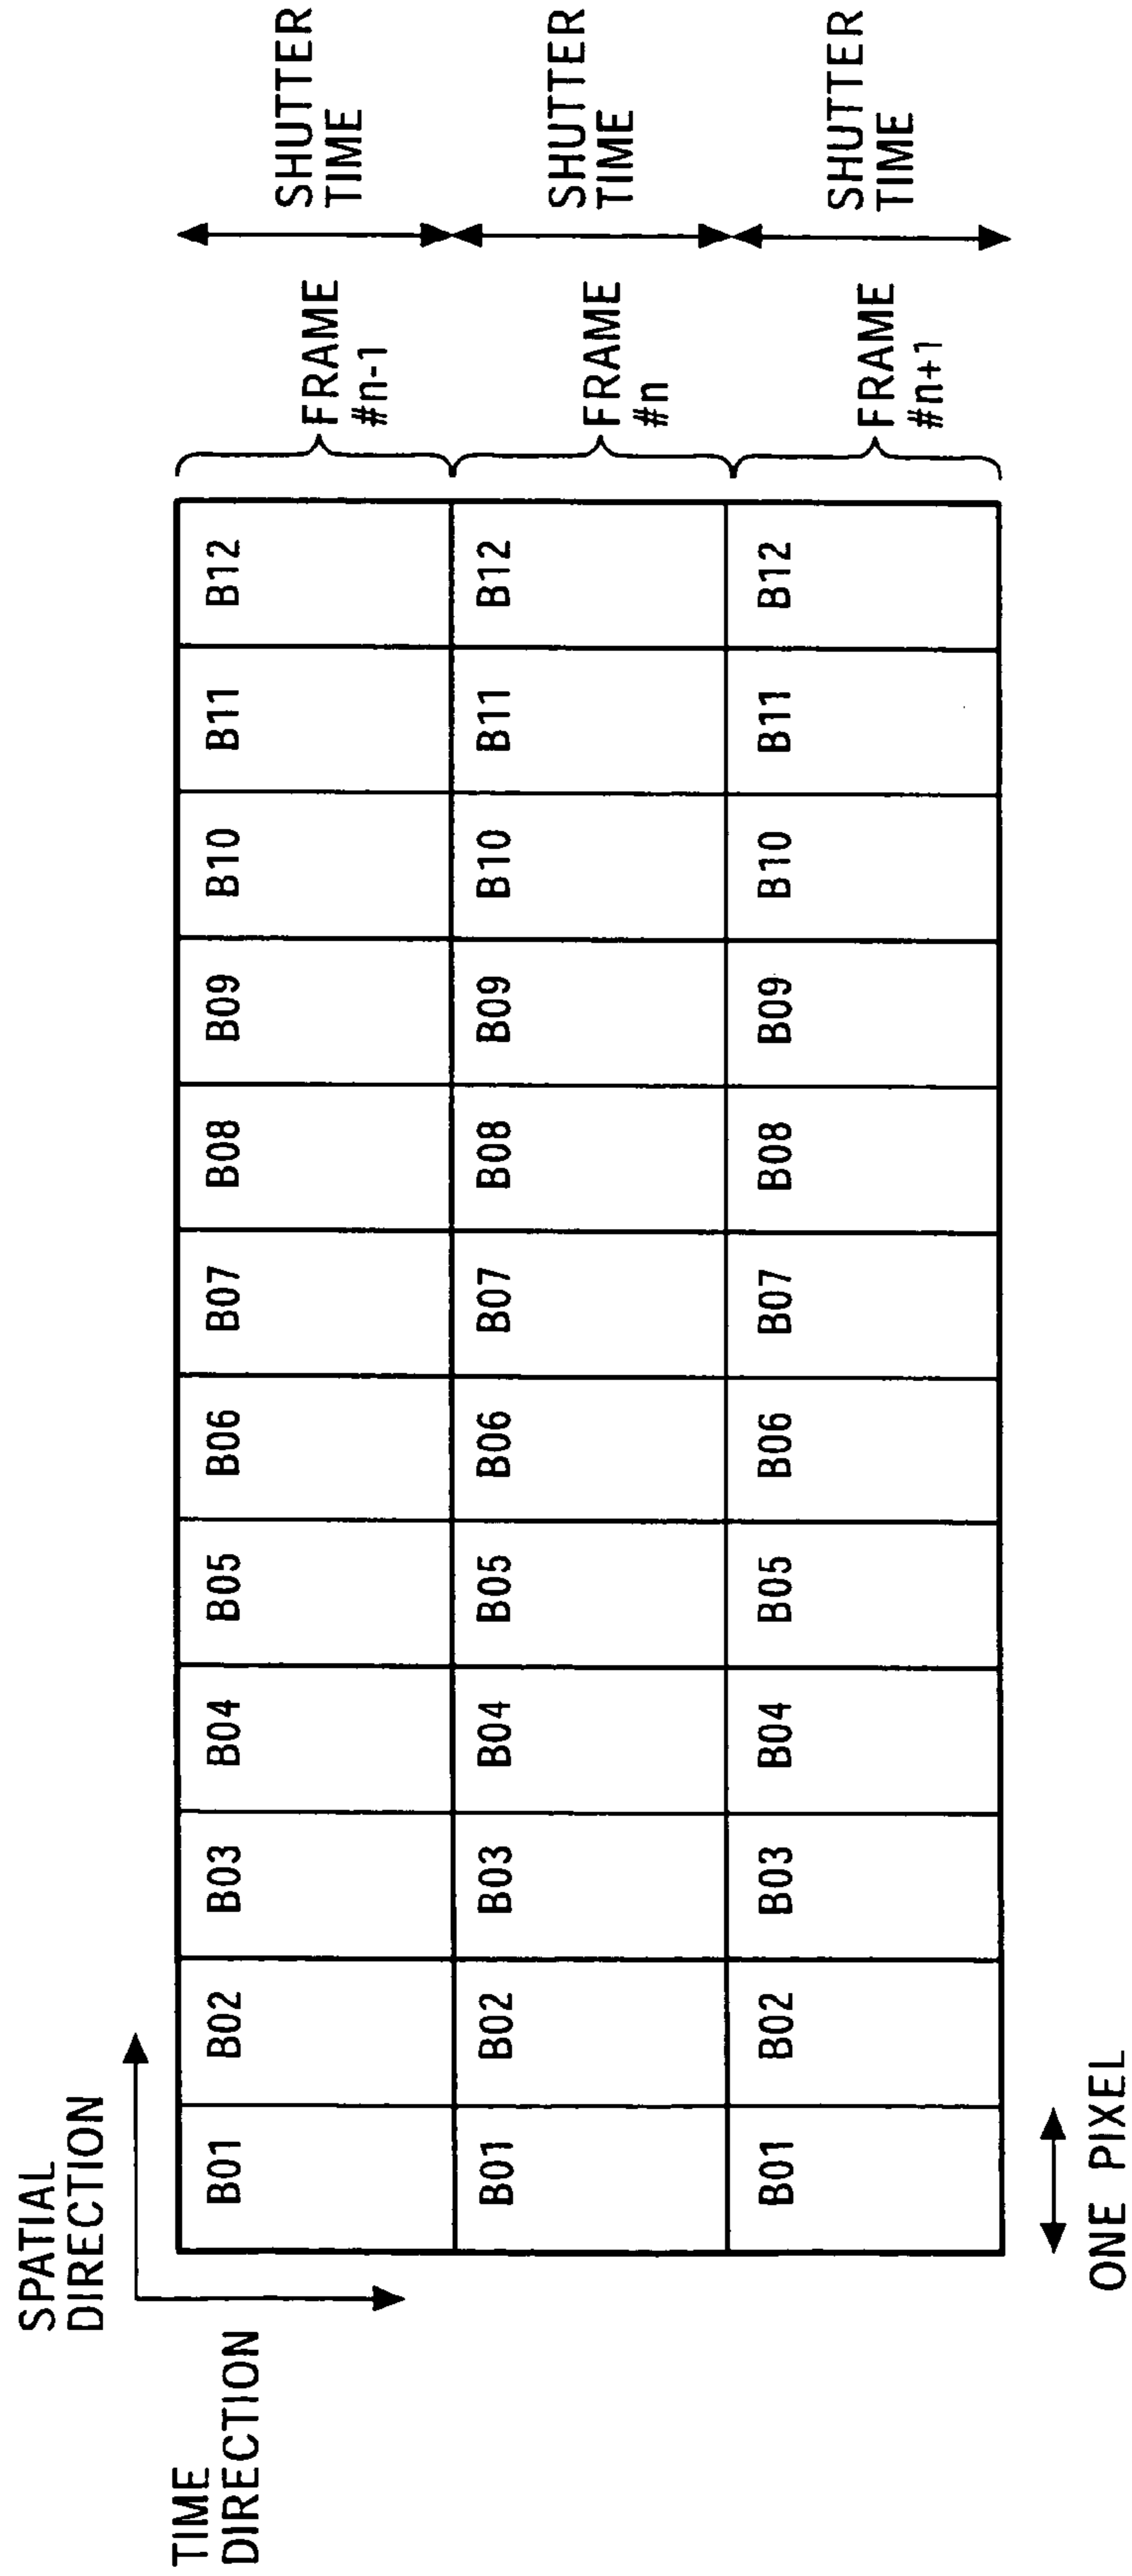 SPATIAL
DIRECTION
TIME
DIRECTION
B01 B02 B03 B04 B05 B06 B07 B08 B09 B10 B11 B12
FRAME
#n-1
SHUTTER
TIME
B01 B02 B03 B04 B05 B06 B07 B08 B09 B10 B11 B12
FRAME
#n
SHUTTER
TIME
B01 B02 B03 B04 B05 B06 B07 B08 B09 B10 B11 B12
FRAME
#n+1
SHUTTER
TIME
ONE PIXEL